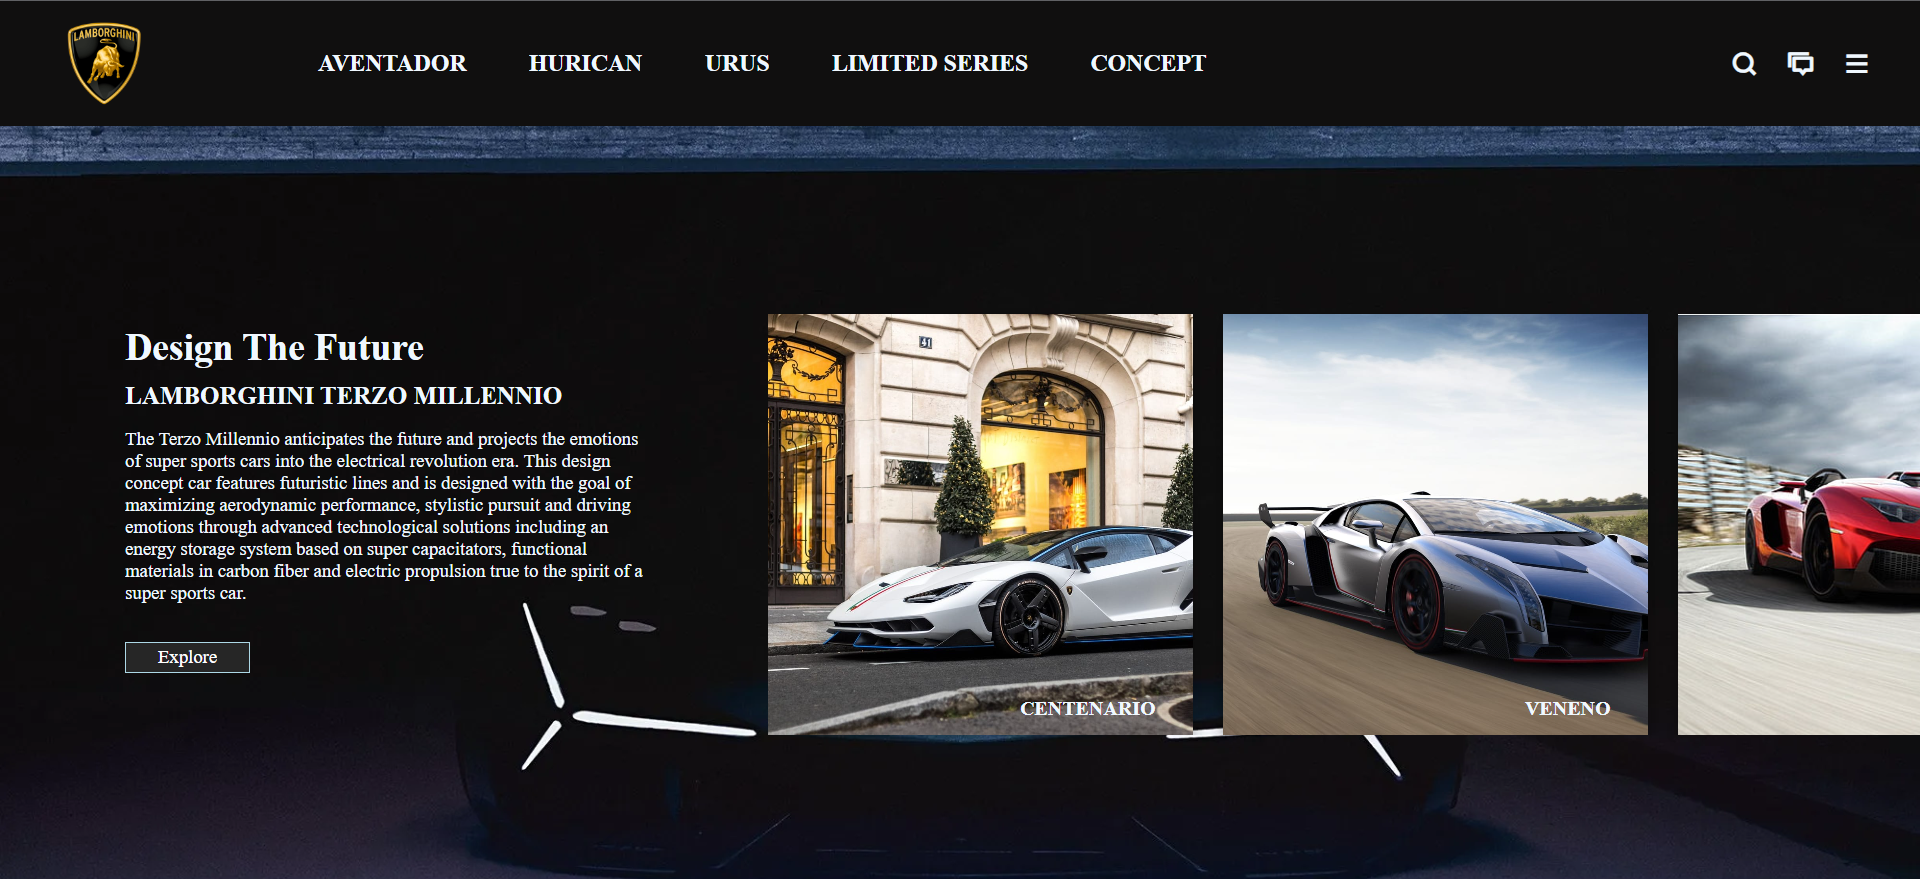 LAMBORGHINI
AVENTADOR HURICAN URUS LIMITED SERIES CONCEPT
Design The Future
LAMBORGHINI TERZO MILLENNIO
The Terzo Millennio anticipates the future and projects the emotions
of super sports cars into the electrical revolution era. This design
concept car features futuristic lines and is designed with the goal of
maximizing aerodynamic performance, stylistic pursuit and driving
emotions through advanced technological solutions including an
energy storage system based on super capacitators, functional
materials in carbon fiber and electric propulsion true to the spirit of a
super sports car.
Explore
41
CENTENARIO
VENENO